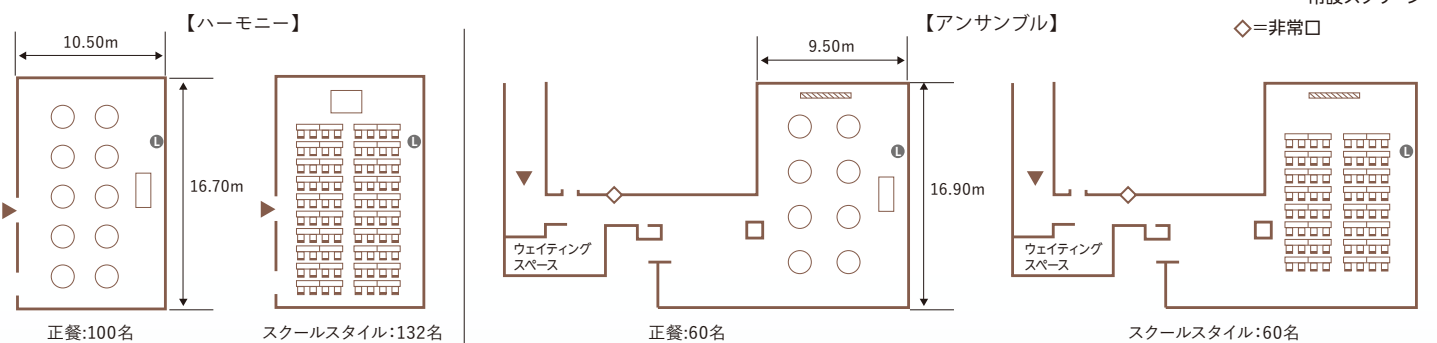 【ハーモニー】
【アンサンブル】
◇=非常口
10.50m
9.50m
L
L
L
L
16.70m
16.90m
ウェイティング
スペース
ウェイティング
スペース
正餐:100名
スクールスタイル:132名
正餐:60名
スクールスタイル:60名